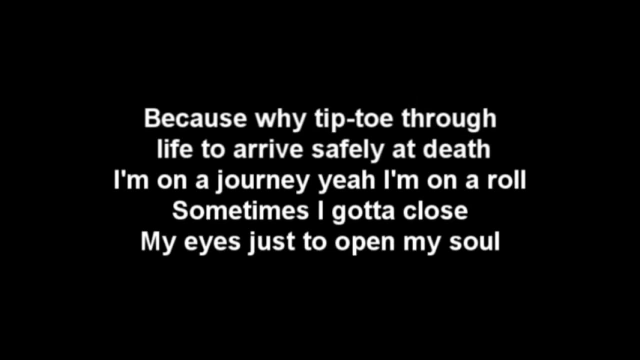 Because why tip-toe through
life to arrive safely at death
I'm on a journey yeah I'm on a roll
Sometimes I gotta close
My eyes just to open my soul